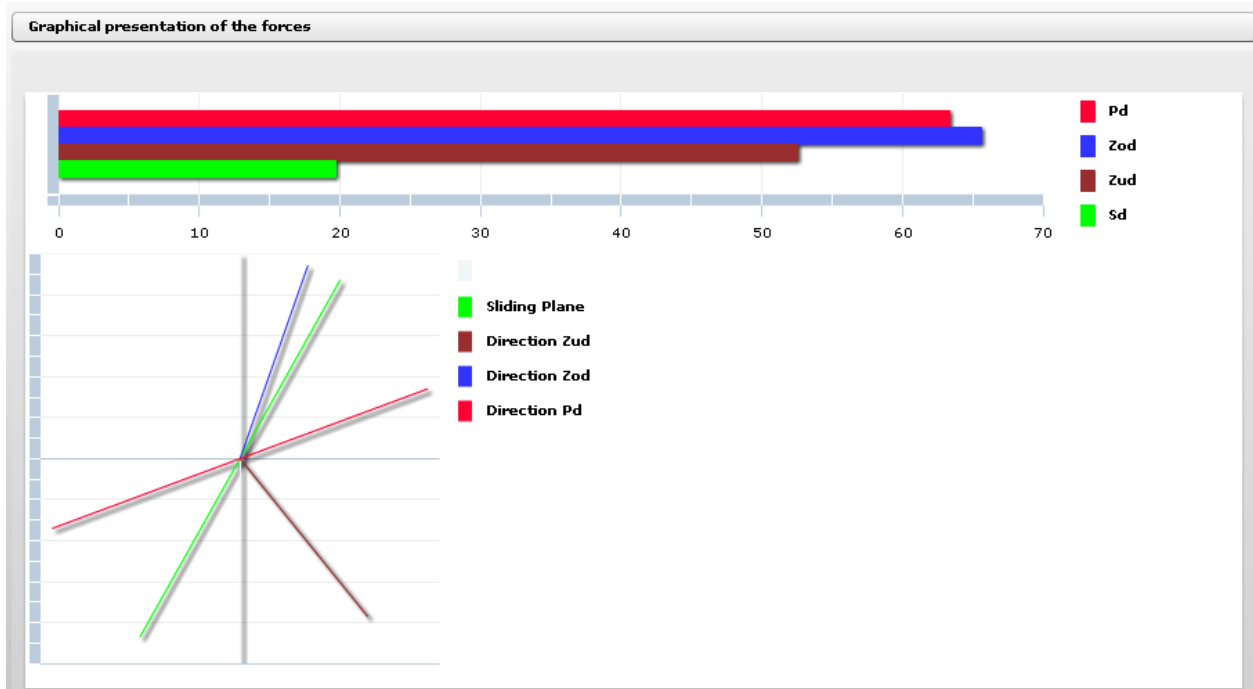 Graphical presentation of the forces
Pd
Zod
Zud
Sd
0 10 20 30 40 50 60 70
Sliding Plane
Direction Zud
Direction Zod
Direction Pd